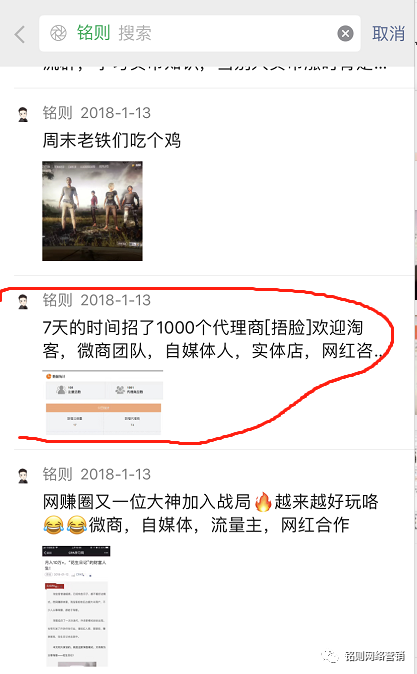 铭则 搜索
取消
铭则 2018-1-13
周末老铁们吃个鸡
铭则 2018-1-13
7天的时间招了1000个代理商[捂脸]欢迎淘
客，微商团队，自媒体人，实体店，网红咨...
铭则 2018-1-13
网赚圈又一位大神加入战局🔥越来越好玩咯
😂😂微商，自媒体，流量主，网红合作
铭则网络营销